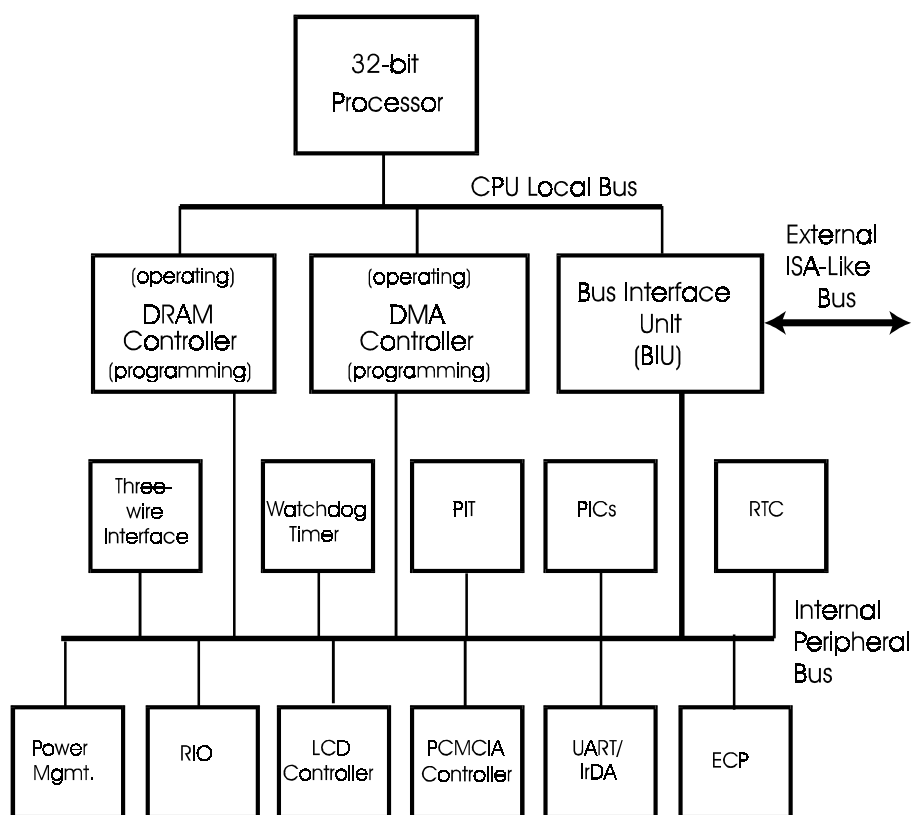 32-bit
Processor
CPU Local Bus
External
ISA-Like
Bus
(operating)
DRAM
Controller
(programming)
(operating)
DMA
Controller
(programming)
Bus Interface
Unit
(BIU)
Three-
wire
Interface
Watchdog
Timer
PIT
PICs
RTC
Internal
Peripheral
Bus
Power
Mgmt.
RIO
LCD
Controller
PCMCIA
Controller
UART/
IrDA
ECP